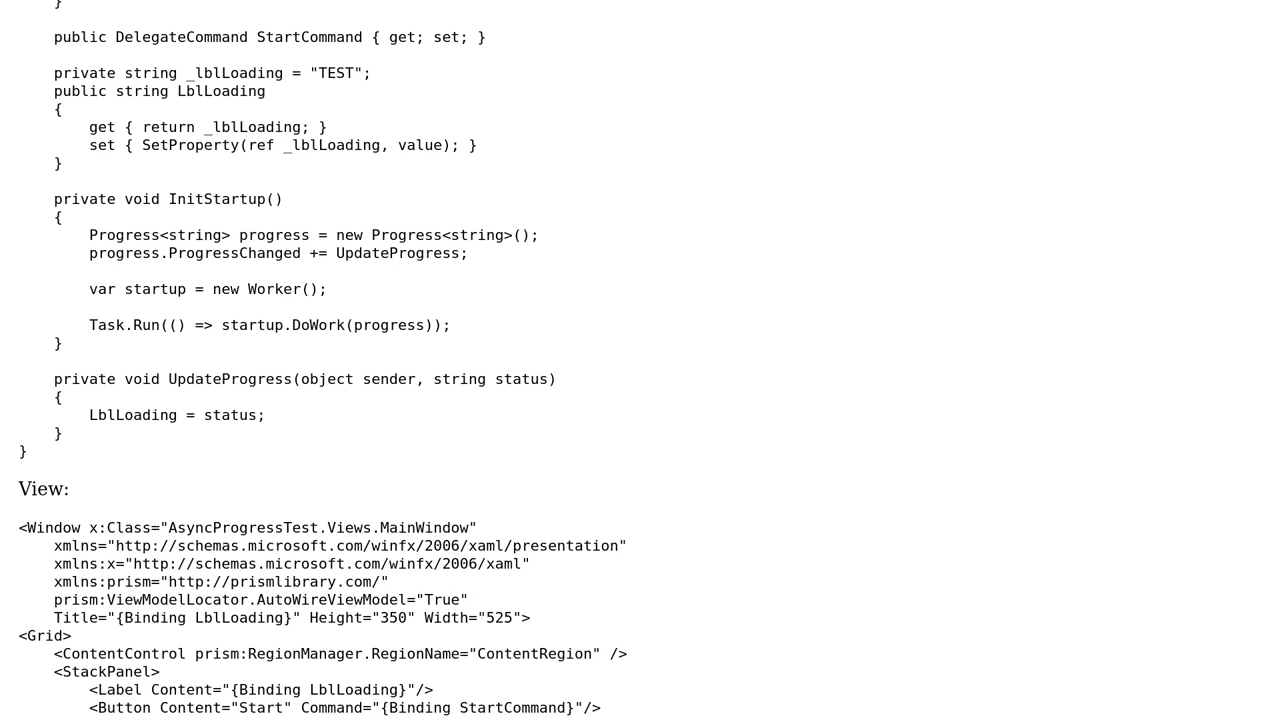 }
public DelegateCommand StartCommand { get; set; }
private string _lblLoading = "TEST";
public string LblLoading
{
get { return _lblLoading; }
set { SetProperty(ref _lblLoading, value); }
}
private void InitStartup()
{
Progress<string> progress = new Progress<string>();
progress.ProgressChanged += UpdateProgress;
var startup = new Worker();
Task.Run(() => startup.DoWork(progress));
}
private void UpdateProgress(object sender, string status)
{
LblLoading = status;
}
}
View:
<Window x:Class="AsyncProgressTest.Views.MainWindow"
xmlns="http://schemas.microsoft.com/winfx/2006/xaml/presentation"
xmlns:x="http://schemas.microsoft.com/winfx/2006/xaml"
xmlns:prism="http://prismlibrary.com/"
prism:ViewModelLocator.AutoWireViewModel="True"
Title="{Binding LblLoading}" Height="350" Width="525">
<Grid>
<ContentControl prism:RegionManager.RegionName="ContentRegion" />
<StackPanel>
<Label Content="{Binding LblLoading}"/>
<Button Content="Start" Command="{Binding StartCommand}"/>